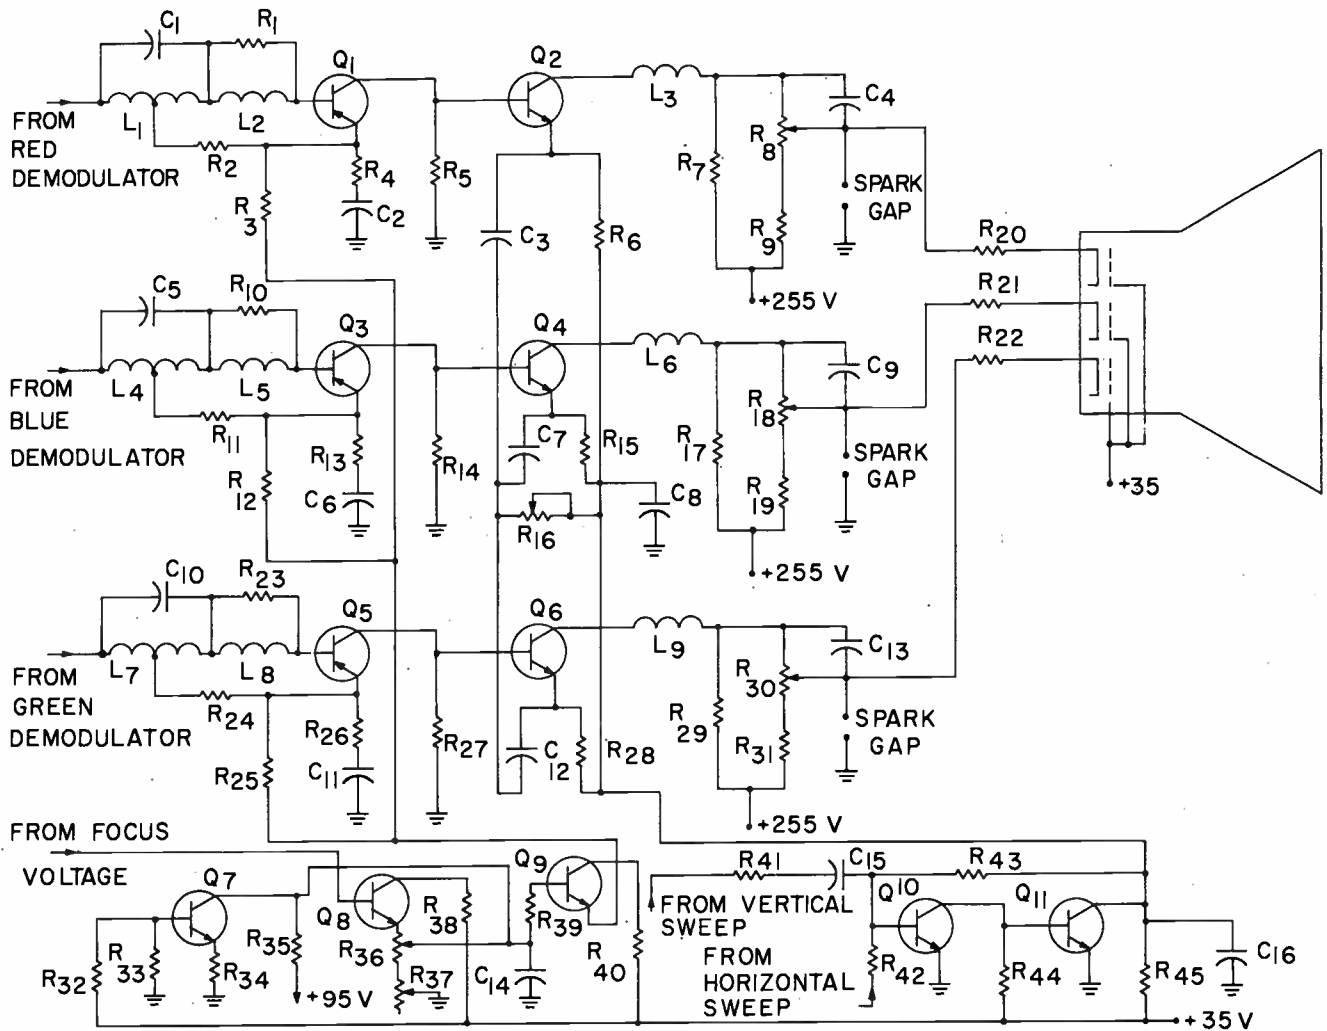 C1
R1
Q1
Q2
L3
C4
FROM
RED
DEMODULATOR
L1
L2
R2
R3
R4
C2
R5
C3
R6
R7
R8
R9
SPARK
GAP
+255 V
R20
R21
R22
C5
R10
Q3
Q4
L6
C9
FROM
BLUE
DEMODULATOR
L4
L5
R11
R12
R13
C6
R14
C7
R15
R16
C8
R17
R18
R19
SPARK
GAP
+255 V
+35
C10
R23
Q5
Q6
L9
C13
FROM
GREEN
DEMODULATOR
L7
L8
R24
R25
R26
C11
R27
C12
R28
R29
R30
R31
SPARK
GAP
+255 V
FROM FOCUS
VOLTAGE
Q7
Q8
Q9
R32
R33
R34
R35
+95 V
R36
R37
R38
R39
C14
R40
R41
C15
R43
FROM VERTICAL
SWEEP
FROM
HORIZONTAL
SWEEP
Q10
Q11
R42
R44
R45
C16
+35 V